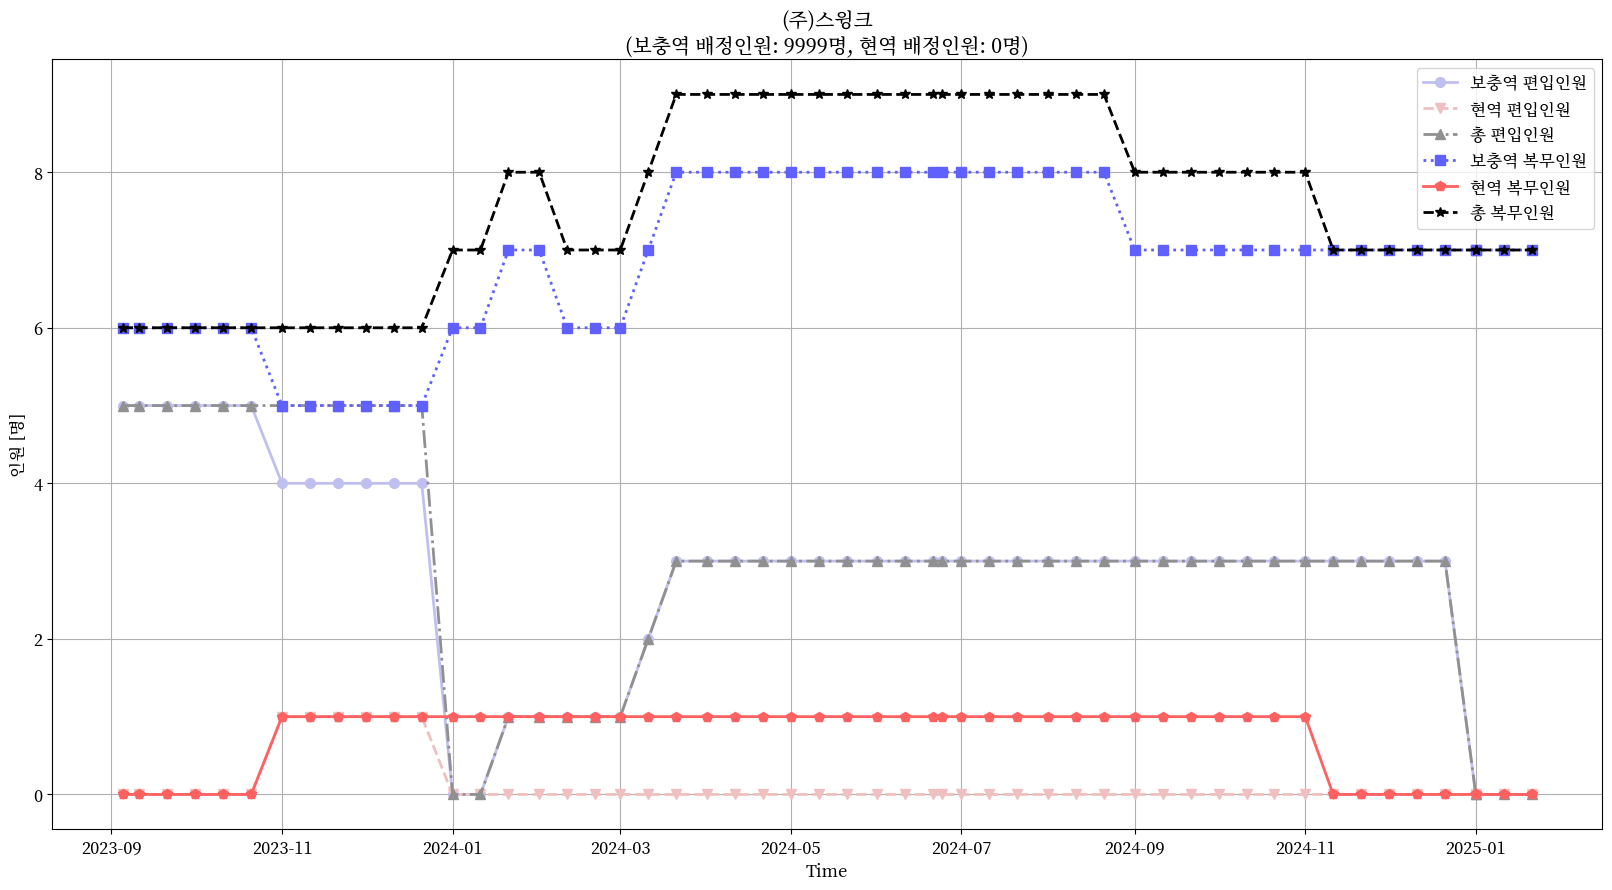 (주)스윙크
(보충역 배정인원: 9999명, 현역 배정인원: 0명)
보충역 편입인원
현역 편입인원
총 편입인원
보충역 복무인원
현역 복무인원
총 복무인원
인원 [명]
8
6
4
2
0
2023-09 2023-11 2024-01 2024-03 2024-05 2024-07 2024-09 2024-11 2025-01
Time